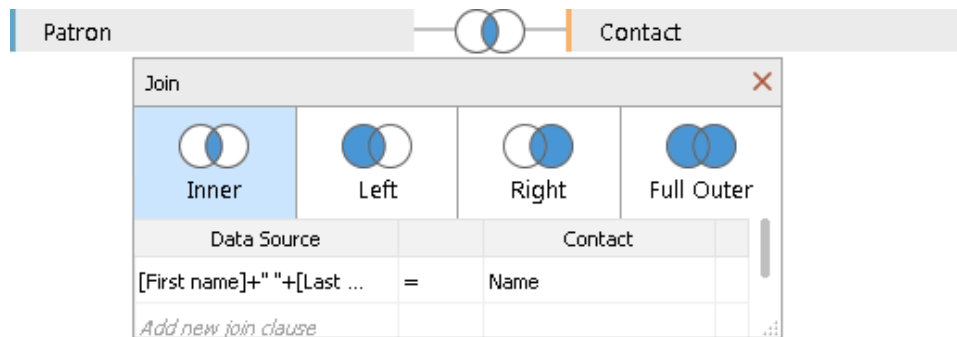 Patron Contact
Join
Inner Left Right Full Outer
Data Source Contact
[First name]+" "+[Last ... = Name
Add new join clause